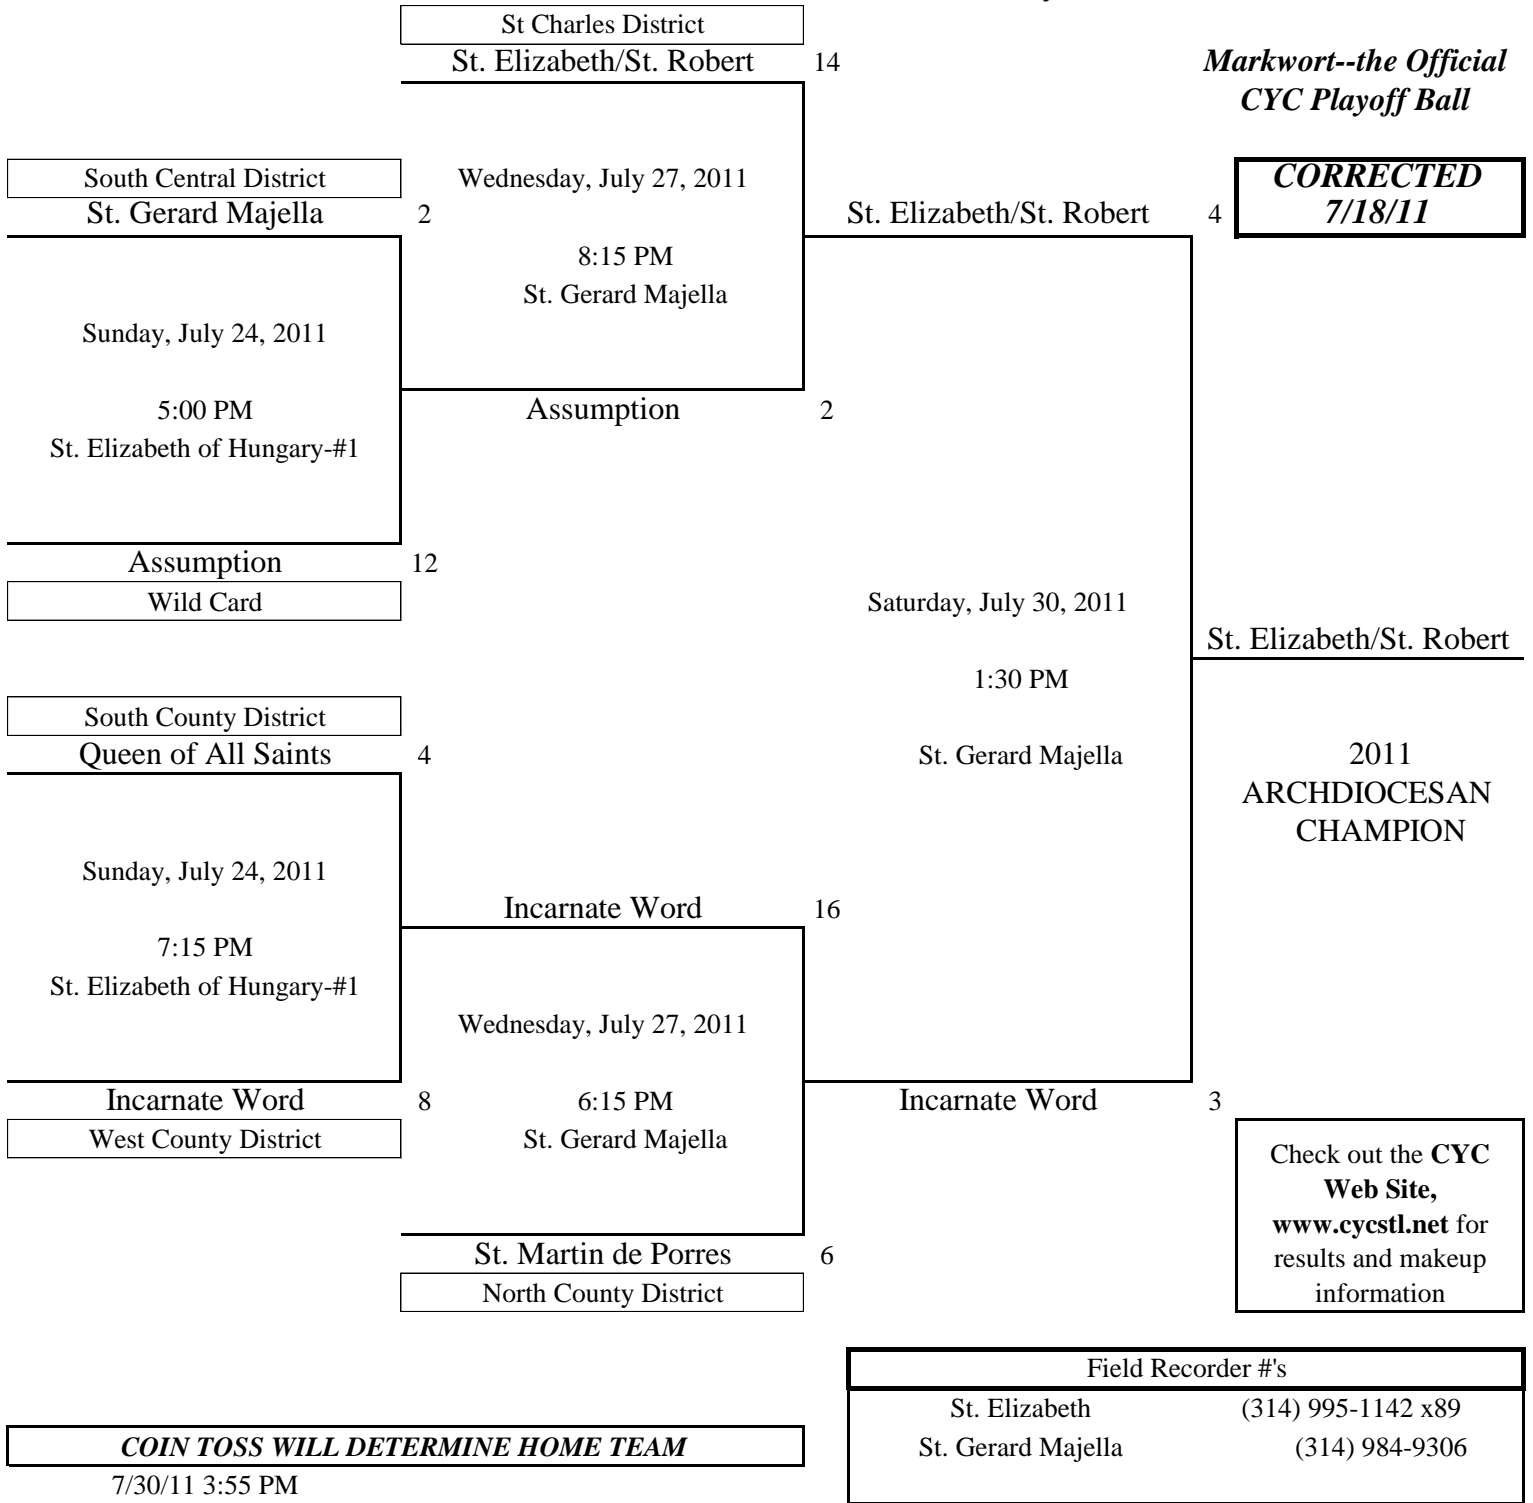 St Charles District
St. Elizabeth/St. Robert 14
Markwort--the Official
CYC Playoff Ball
South Central District
St. Gerard Majella 2
Wednesday, July 27, 2011
8:15 PM
St. Gerard Majella
St. Elizabeth/St. Robert 4
CORRECTED
7/18/11
Sunday, July 24, 2011
5:00 PM
St. Elizabeth of Hungary-#1
Assumption 2
Assumption 12
Wild Card
Saturday, July 30, 2011
1:30 PM
St. Gerard Majella
St. Elizabeth/St. Robert
2011
ARCHDIOCESAN
CHAMPION
South County District
Queen of All Saints 4
Sunday, July 24, 2011
7:15 PM
St. Elizabeth of Hungary-#1
Incarnate Word 16
Wednesday, July 27, 2011
6:15 PM
St. Gerard Majella
Incarnate Word 8
West County District
Incarnate Word 3
St. Martin de Porres 6
North County District
Check out the CYC
Web Site,
www.cycstl.net for
results and makeup
information
Field Recorder #'s
St. Elizabeth (314) 995-1142 x89
St. Gerard Majella (314) 984-9306
COIN TOSS WILL DETERMINE HOME TEAM
7/30/11 3:55 PM